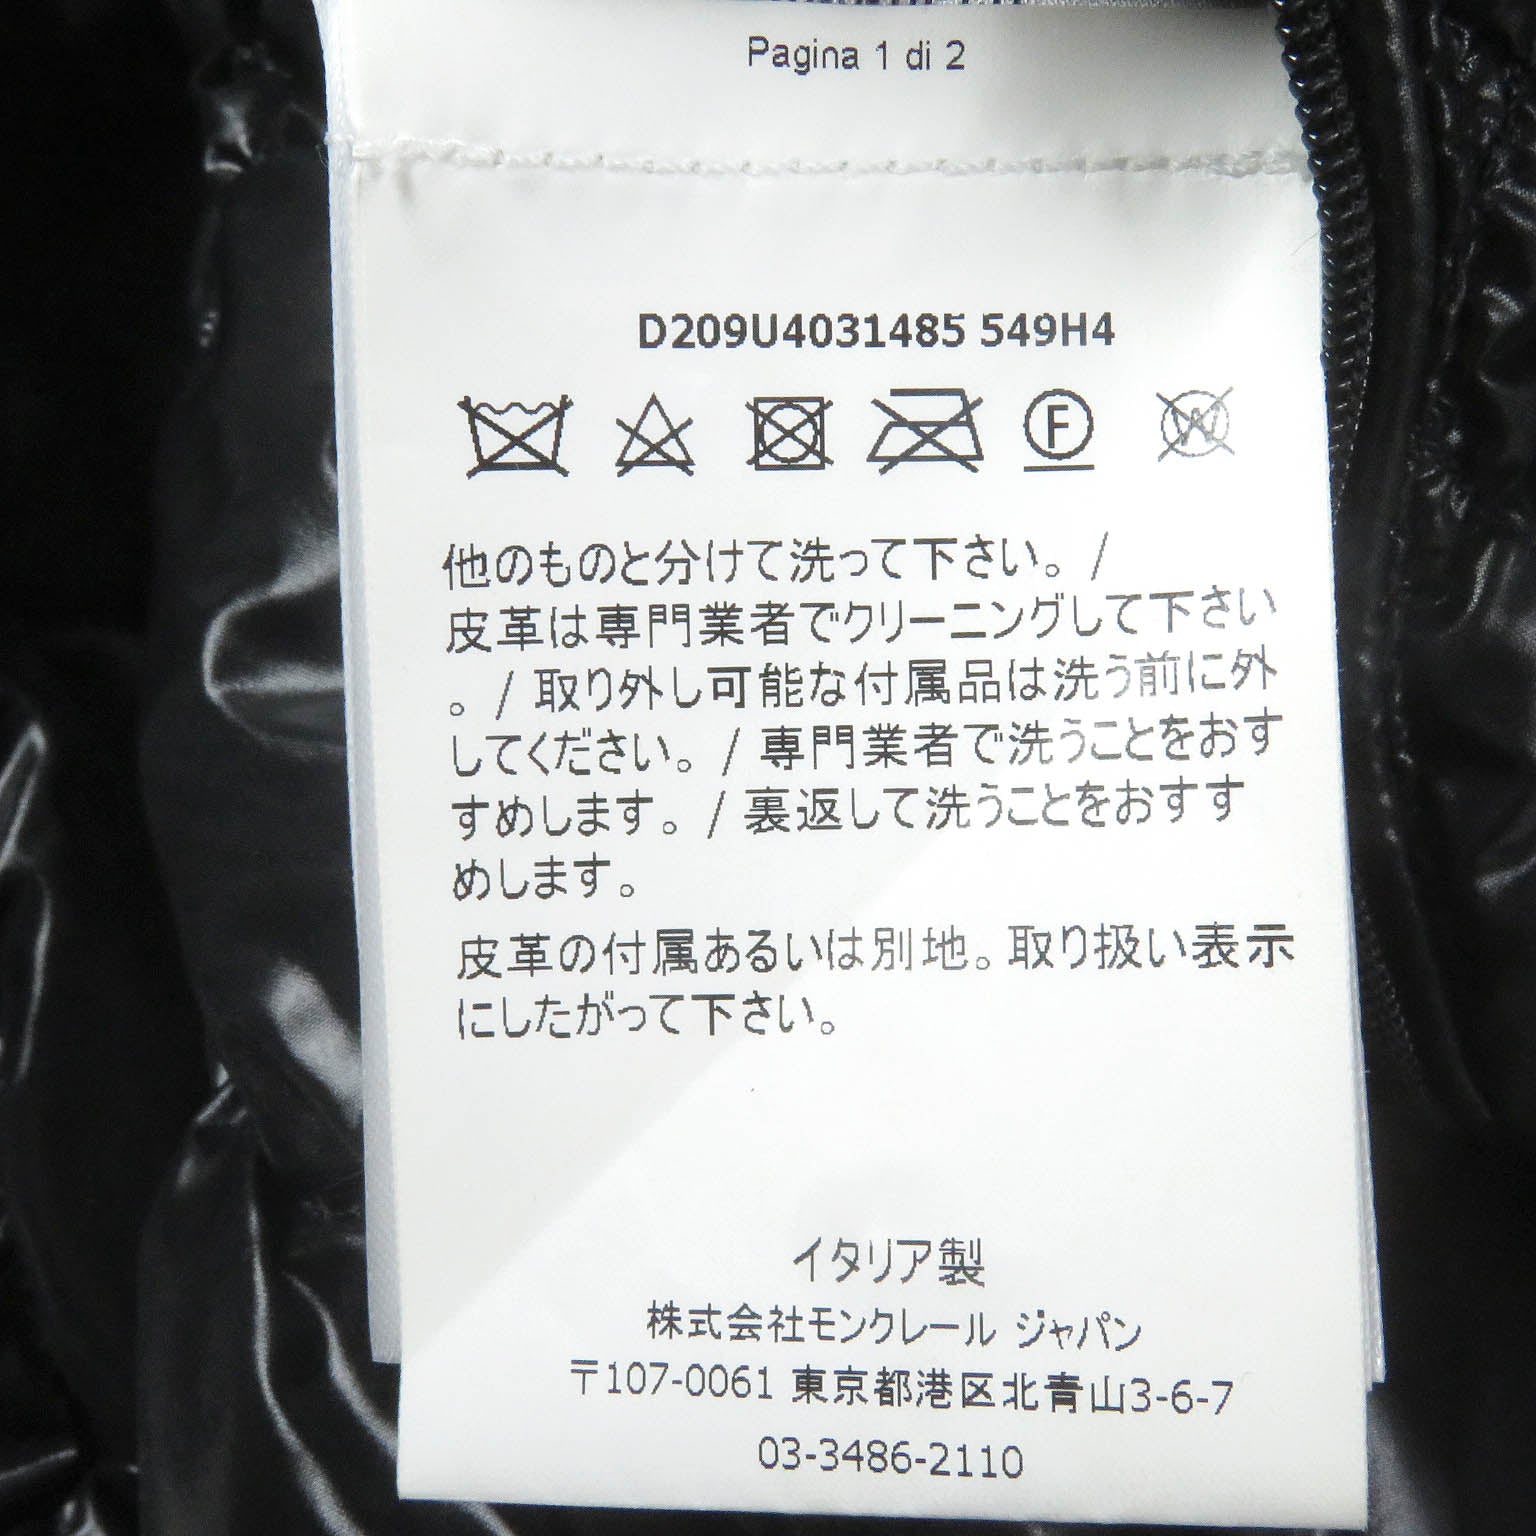 Pagina 1 di 2
D209U4031485 549H4
F W
他のものと分けて洗って下さい。/
皮革は専門業者でクリーニングして下さい
。/ 取り外し可能な付属品は洗う前に外
してください。/ 専門業者で洗うことをおす
すめします。/ 裏返して洗うことをおすす
めします。
皮革の付属あるいは別地。取り扱い表示
にしたがって下さい。
イタリア製
株式会社モンクレール ジャパン
〒107-0061 東京都港区北青山3-6-7
03-3486-2110